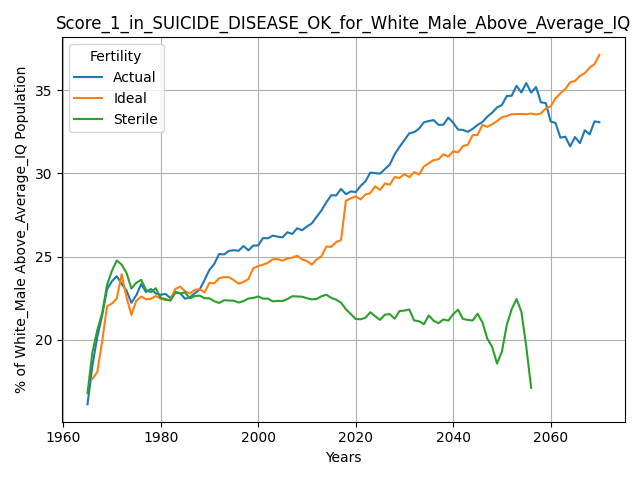 Score_1_in_SUICIDE_DISEASE_OK_for_White_Male_Above_Average_IQ
% of White_Male Above_Average_IQ Population
Fertility
Actual
Ideal
Sterile
35
30
25
20
1960
1980
2000
2020
2040
2060
Years